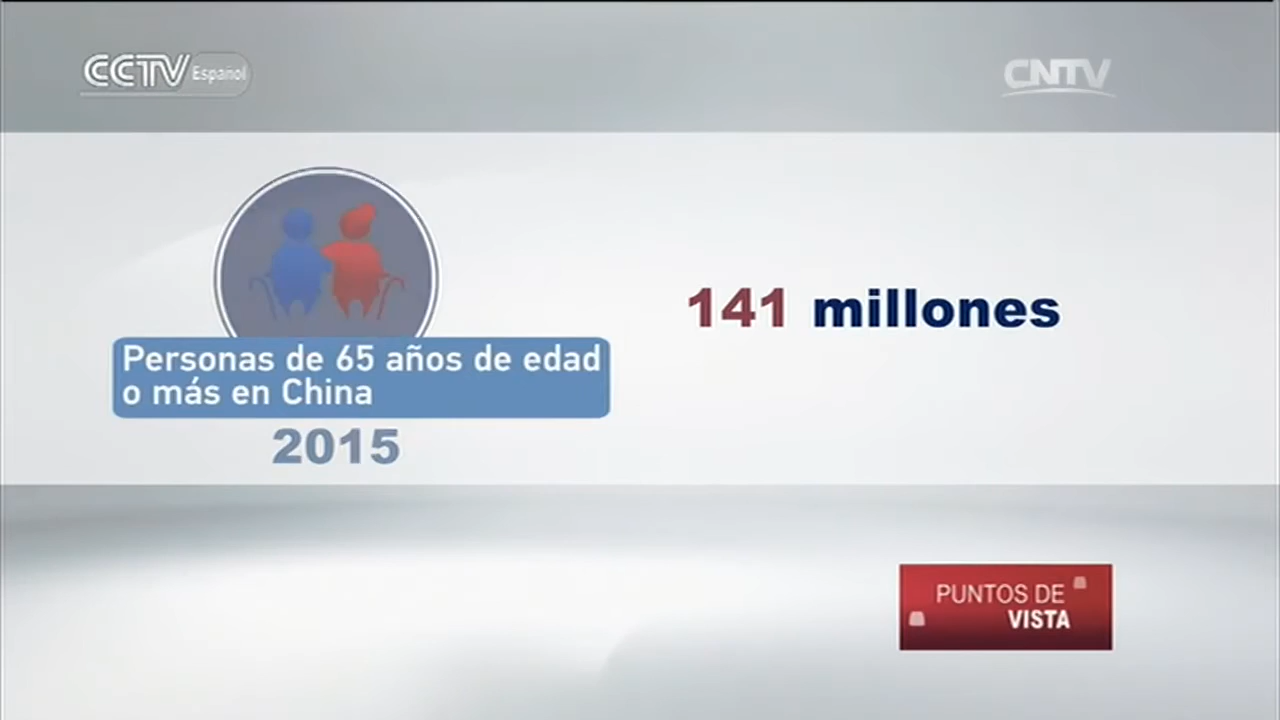 CCTV Español
CNTV
141 millones
Personas de 65 años de edad
o más en China
2015
PUNTOS DE
VISTA